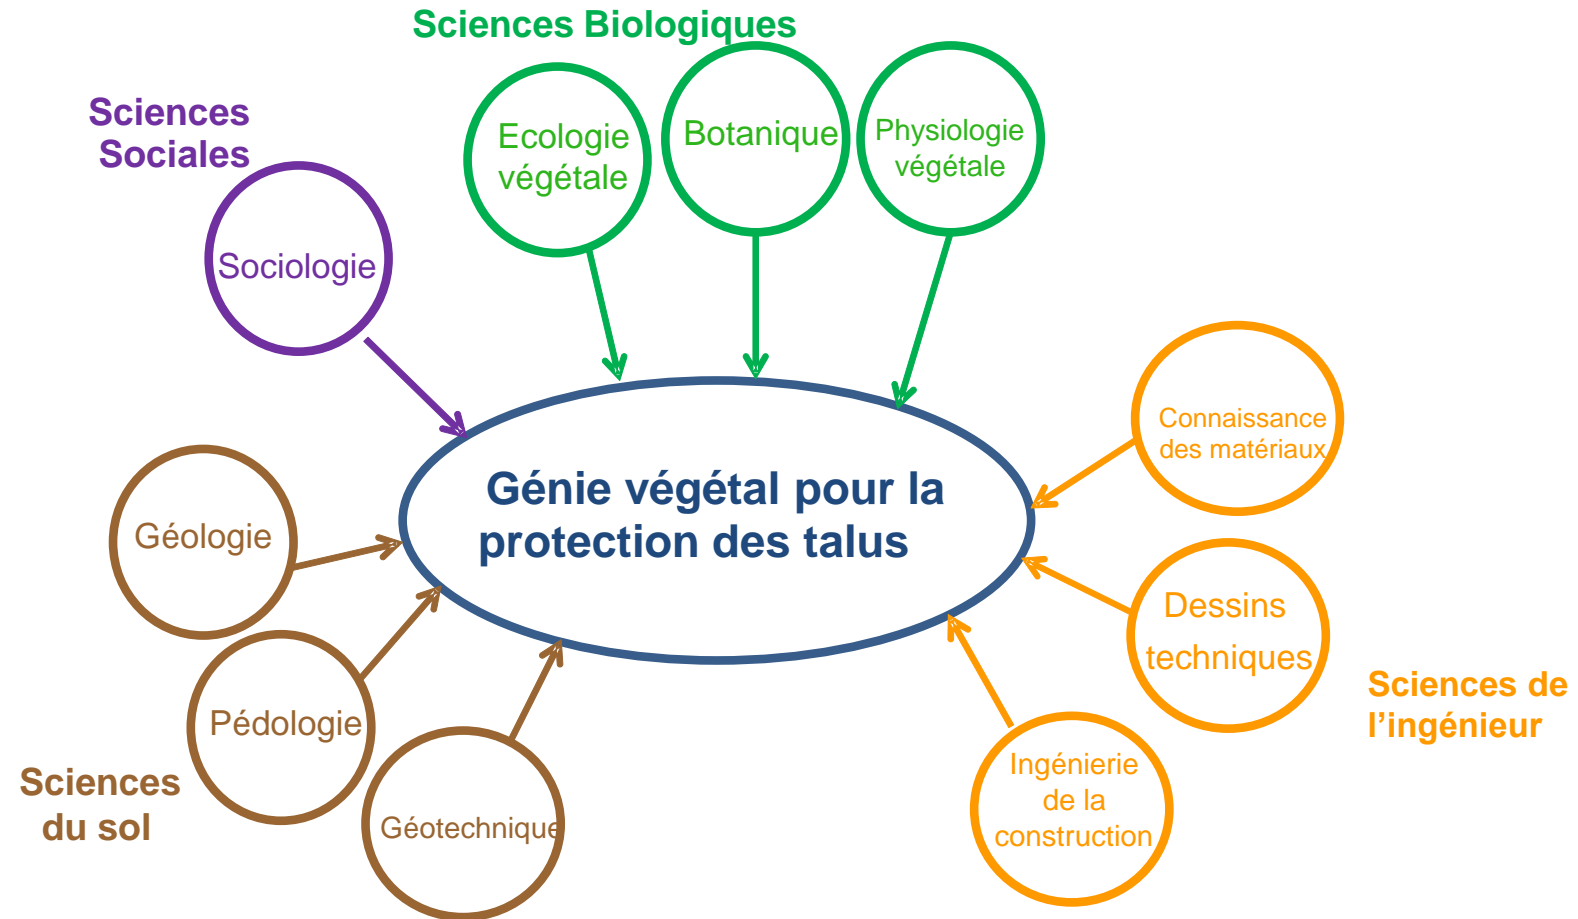 Sciences Biologiques
Sciences
Sociales
Ecologie
végétale
Botanique
Physiologie
végétale
Sociologie
Connaissance
des matériaux
Génie végétal pour la
protection des talus
Géologie
Dessins
techniques
Sciences de
l’ingénieur
Pédologie
Ingénierie
de la
construction
Sciences
du sol
Géotechnique